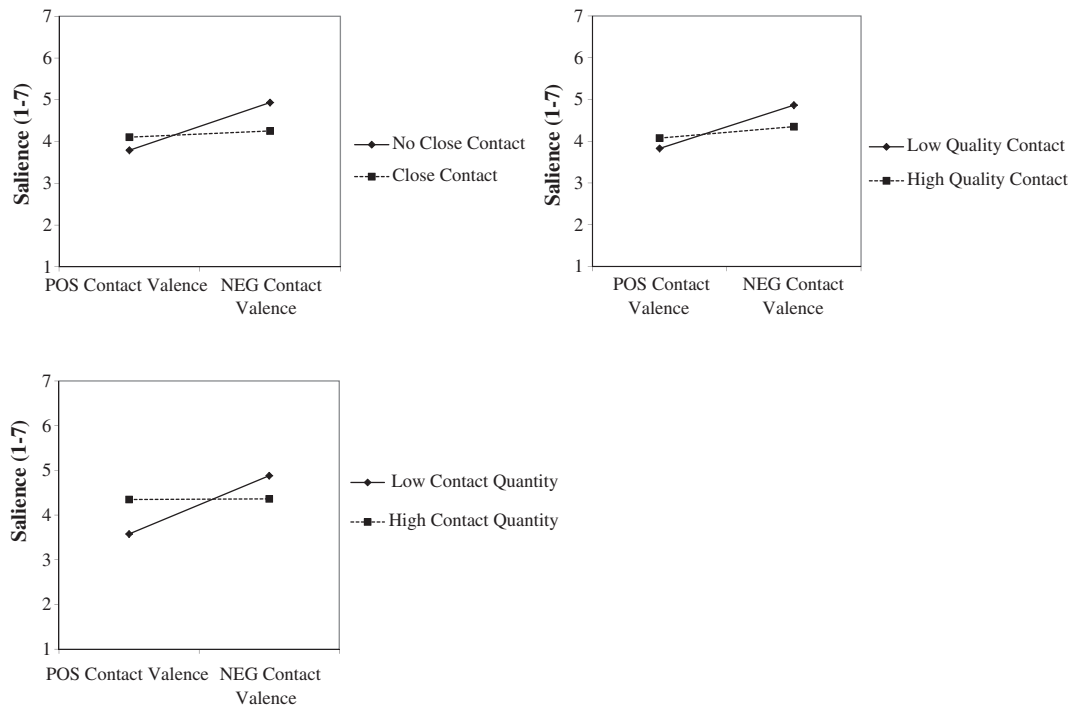 7
6
5
4
3
2
1
Salience (1-7)
POS Contact Valence
NEG Contact
Valence
No Close Contact
Close Contact
7
6
5
4
3
2
1
Salience (1-7)
POS Contact
Valence
NEG Contact
Valence
Low Quality Contact
High Quality Contact
7
6
5
4
3
2
1
Salience (1-7)
POS Contact Valence
NEG Contact
Valence
Low Contact Quantity
High Contact Quantity